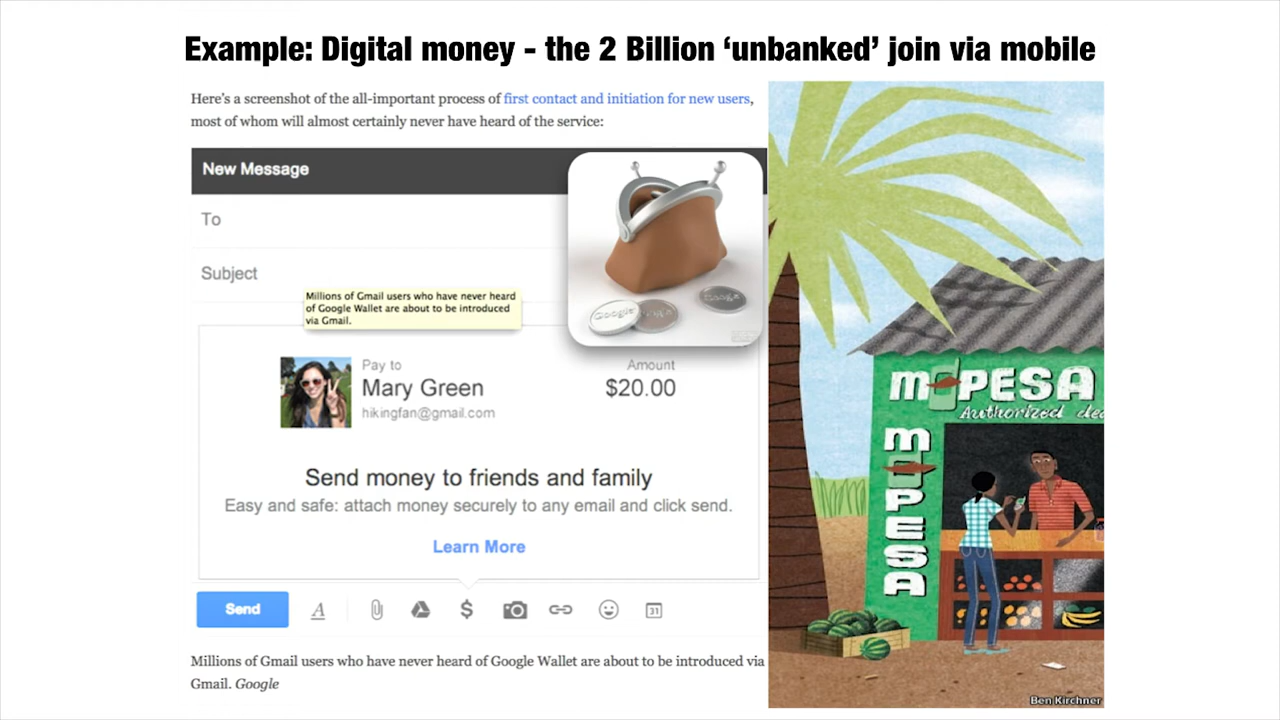 Example: Digital money - the 2 Billion ‘unbanked’ join via mobile
Here’s a screenshot of the all-important process of first contact and initiation for new users,
most of whom will almost certainly never have heard of the service:
New Message
To
Subject
Millions of Gmail users who have never heard
of Google Wallet are about to be introduced
via Gmail.
Google
Google
Pay to
Mary Green
hikingfan@gmail.com
Amount
$20.00
Send money to friends and family
Easy and safe: attach money securely to any email and click send.
Learn More
Send
A
$
31
Millions of Gmail users who have never heard of Google Wallet are about to be introduced via
Gmail. Google
m PESA
Authorized dea
m PESA
Ben Kirchner